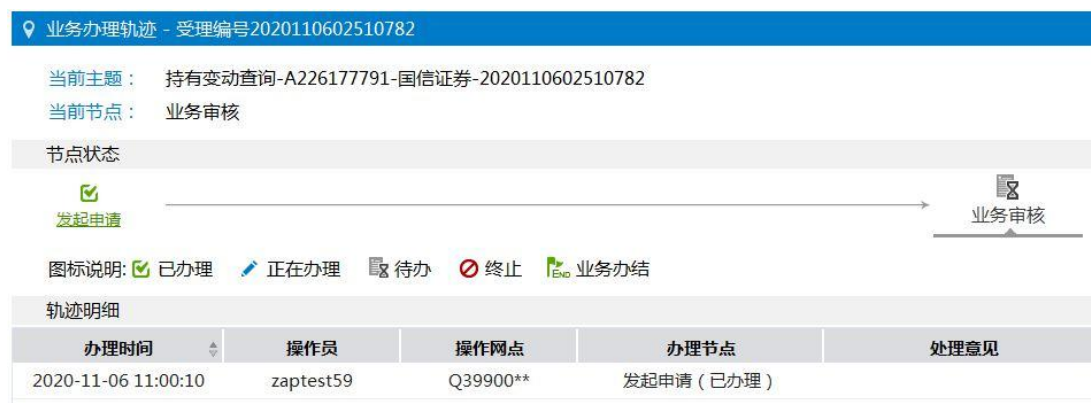 业务办理轨迹 - 受理编号2020110602510782
当前主题： 持有变动查询-A226177791-国信证券-2020110602510782
当前节点： 业务审核
节点状态
发起申请 业务审核
图标说明: 已办理 正在办理 待办 终止 END 业务办结
轨迹明细
办理时间 操作员 操作网点 办理节点 处理意见
2020-11-06 11:00:10 zaptest59 Q39900** 发起申请（已办理）